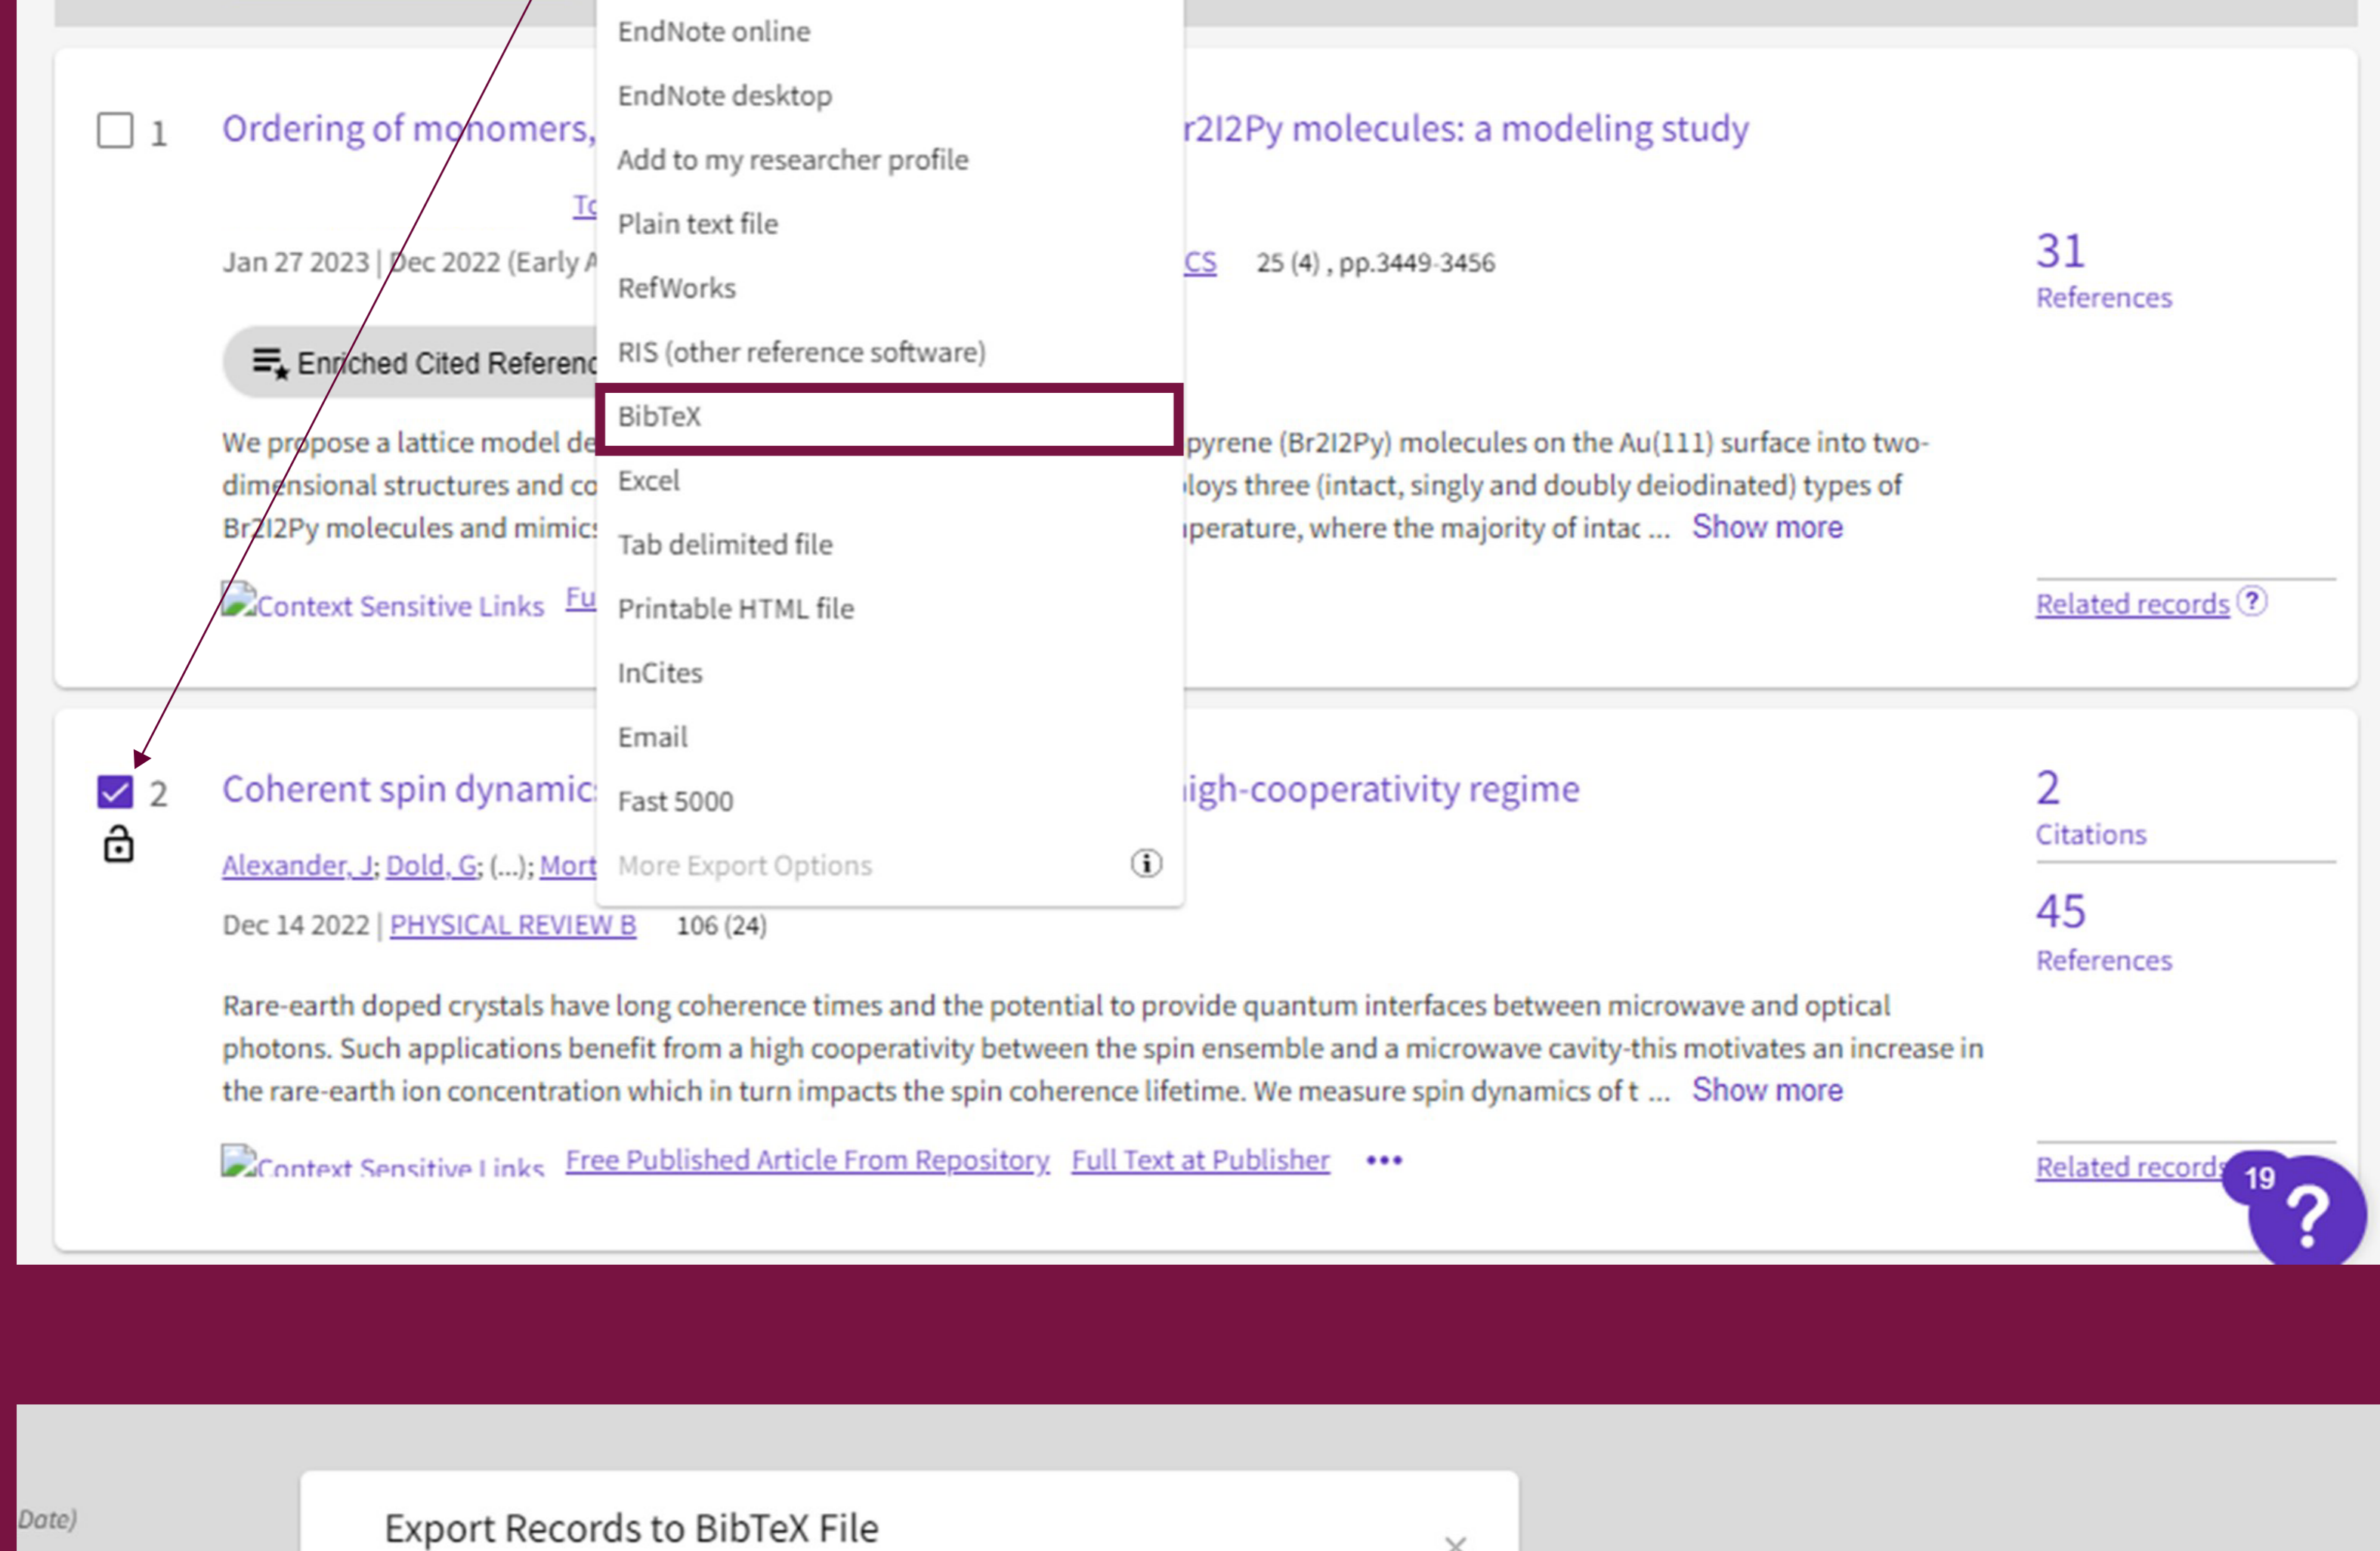 EndNote online
EndNote desktop
Add to my researcher profile
Plain text file
RefWorks
RIS (other reference software)
BibTeX
Excel
Tab delimited file
Printable HTML file
InCites
Email
Fast 5000
More Export Options
1 Ordering of monomers, r2I2Py molecules: a modeling study
Jan 27 2023 | Dec 2022 (Early A CS 25 (4) , pp.3449-3456
31
References
Enriched Cited Referenc
We propose a lattice model de pyrene (Br2I2Py) molecules on the Au(111) surface into two-
dimensional structures and co loys three (intact, singly and doubly deiodinated) types of
Br2I2Py molecules and mimics perature, where the majority of intac ... Show more
Context Sensitive Links Fu
Related records ?
2 Coherent spin dynamic igh-cooperativity regime
2
Citations
Alexander, J; Dold, G; (...); Mort
Dec 14 2022 | PHYSICAL REVIEW B 106 (24)
45
References
Rare-earth doped crystals have long coherence times and the potential to provide quantum interfaces between microwave and optical
photons. Such applications benefit from a high cooperativity between the spin ensemble and a microwave cavity-this motivates an increase in
the rare-earth ion concentration which in turn impacts the spin coherence lifetime. We measure spin dynamics of t ... Show more
Context Sensitive Links Free Published Article From Repository Full Text at Publisher •••
Related records
19
?
Date)
Export Records to BibTeX File